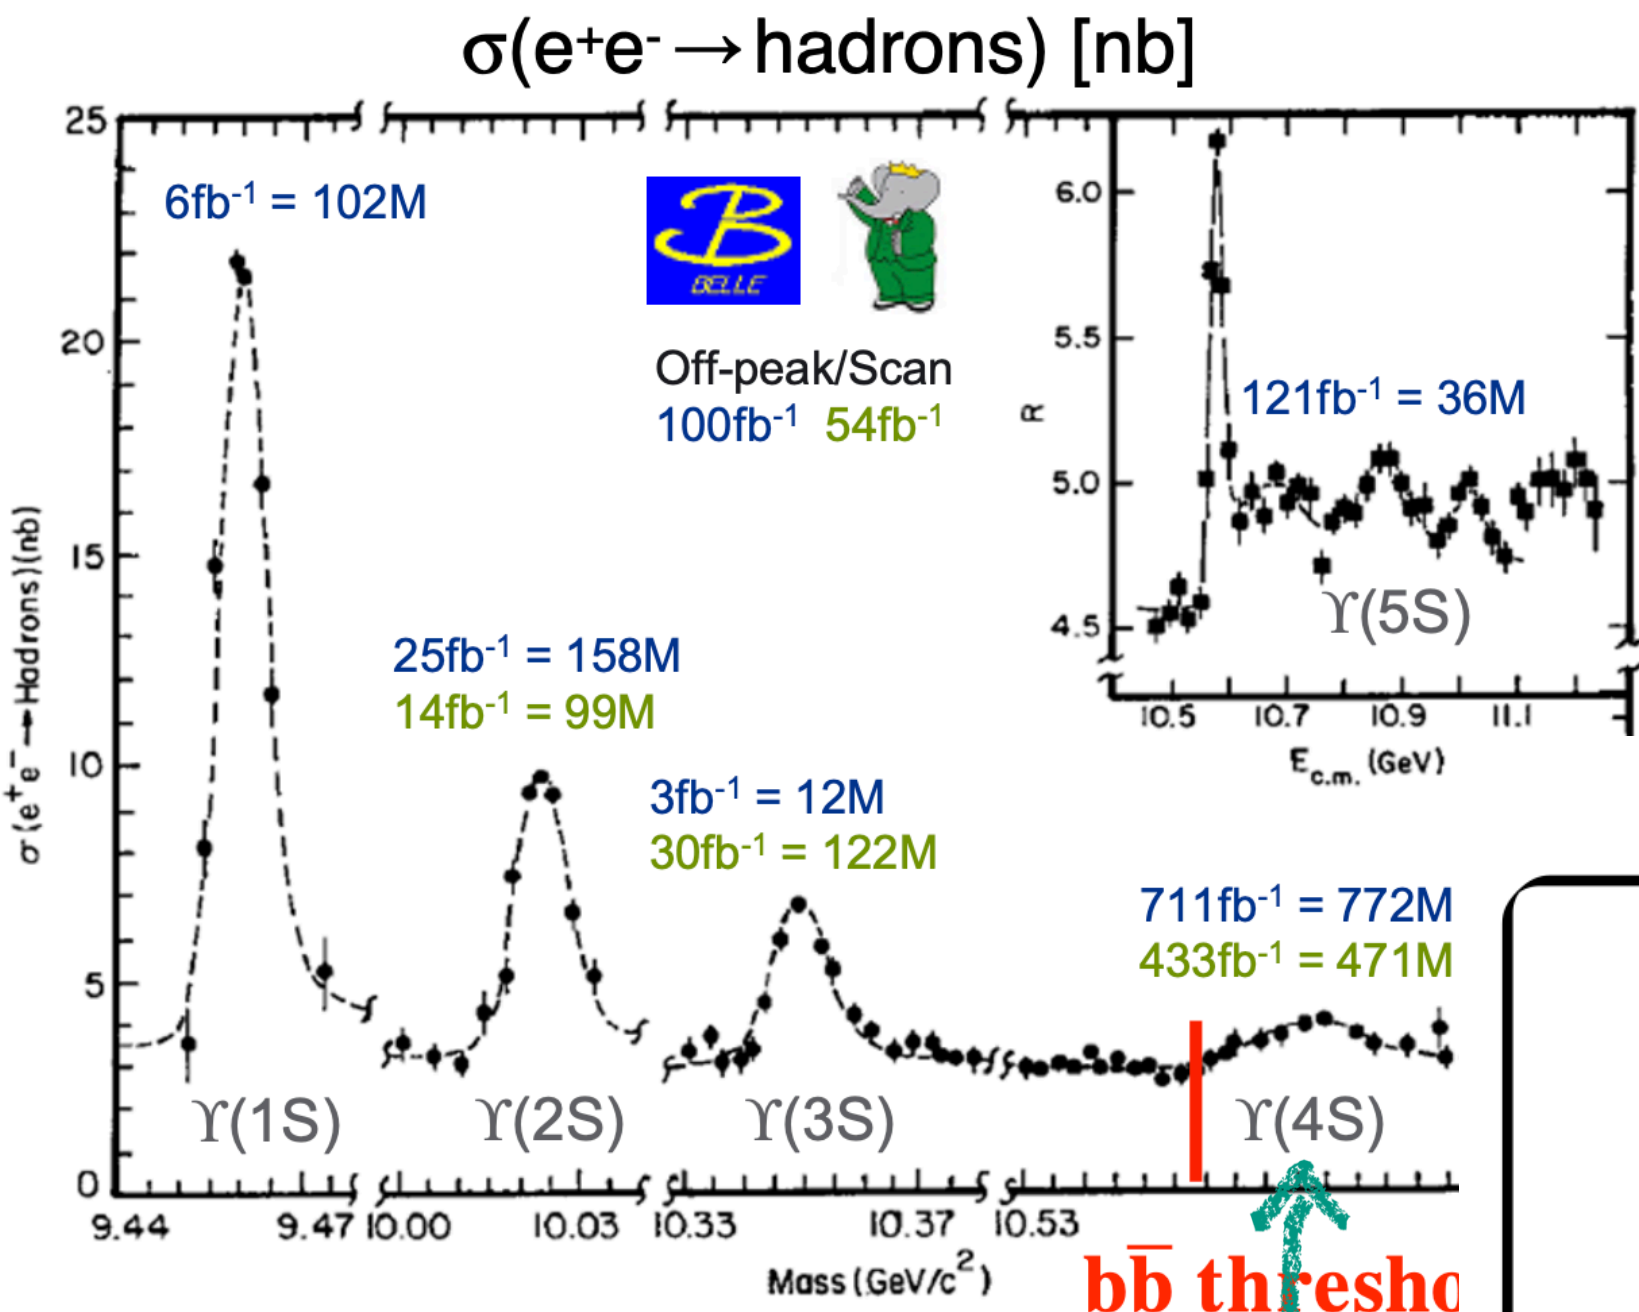 σ(e⁺e⁻→hadrons) [nb]
25
20
15
10
5
0
σ(e⁺e⁻→Hadrons)(nb)
6fb⁻¹ = 102M
BELLE
Off-peak/Scan
100fb⁻¹ 54fb⁻¹
25fb⁻¹ = 158M
14fb⁻¹ = 99M
3fb⁻¹ = 12M
30fb⁻¹ = 122M
711fb⁻¹ = 772M
433fb⁻¹ = 471M
R
6.0
5.5
5.0
4.5
121fb⁻¹ = 36M
ϒ(5S)
10.5 10.7 10.9 11.1
E_c.m. (GeV)
ϒ(1S) ϒ(2S) ϒ(3S) ϒ(4S)
9.44 9.47 10.00 10.03 10.33 10.37 10.53
Mass (GeV/c²)
bb̅ thresho